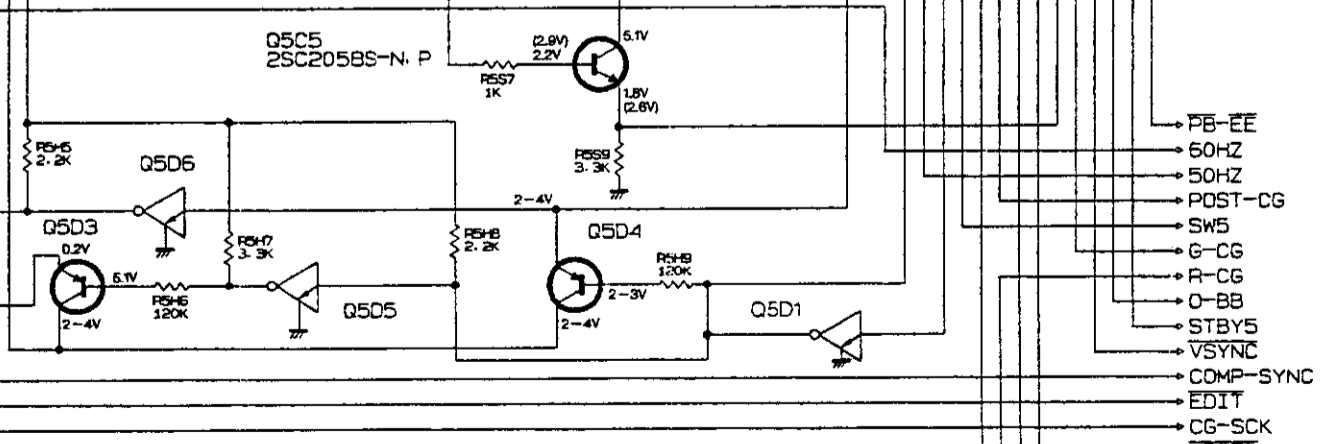 Q5C5
2SC2058S-N, P
(2.9V)
2.2V
5.1V
R5S7
1K
1.8V
(2.6V)
R5H5
2.2K
Q5D6
R5S9
3.3K
2-4V
Q5D3
0.2V
5.1V
R5H6
120K
2-4V
R5H7
3.3K
Q5D5
R5H8
2.2K
Q5D4
R5H9
120K
2-3V
2-4V
Q5D1
PB-EE
60HZ
50HZ
POST-CG
SW5
G-CG
R-CG
O-BB
STBY5
VSYNC
COMP-SYNC
EDIT
CG-SCK